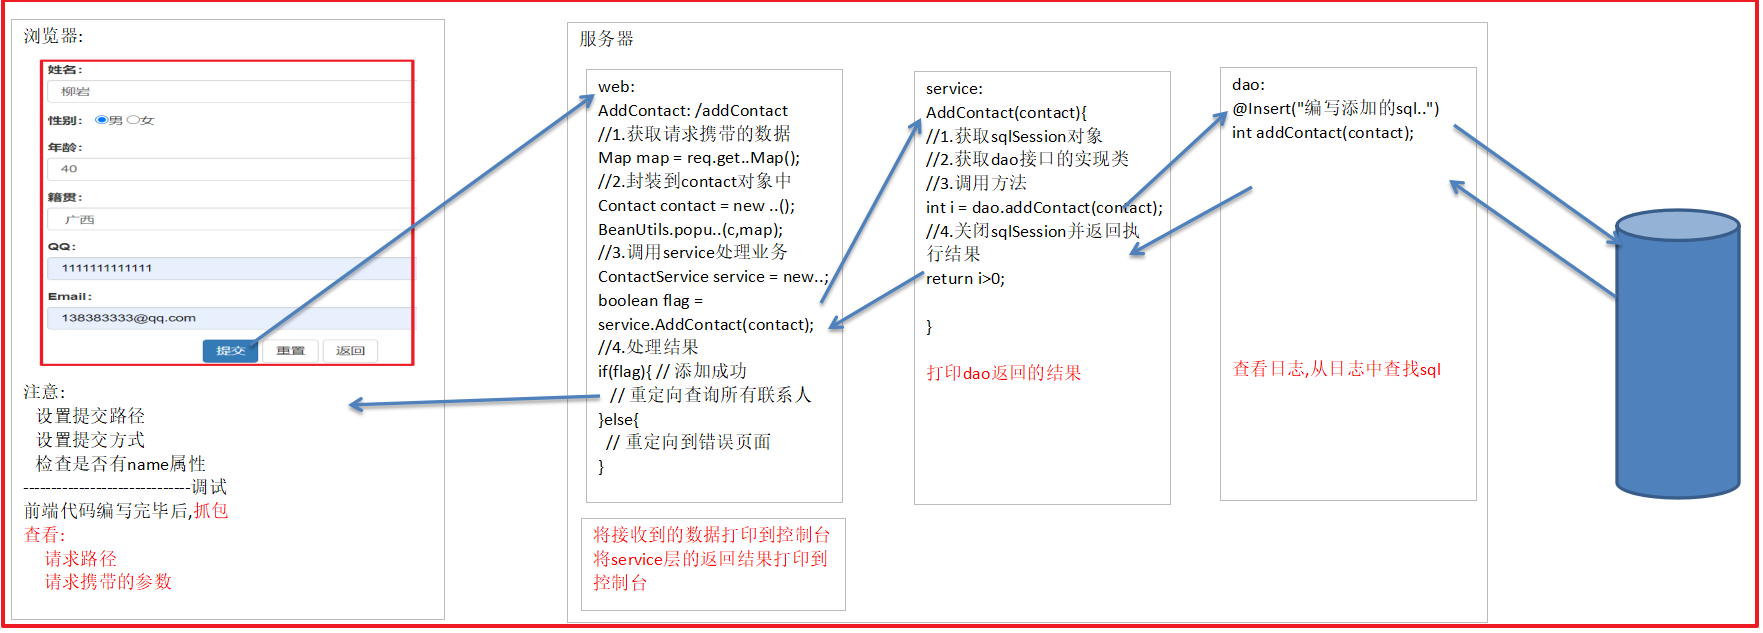 浏览器:
姓名:
柳岩
性别: 男 女
年龄:
40
籍贯:
广西
QQ:
1111111111111
Email:
138383333@qq.com
提交 重置 返回
注意:
设置提交路径
设置提交方式
检查是否有name属性
-----------------------------调试
前端代码编写完毕后,抓包
查看:
请求路径
请求携带的参数
服务器
web:
AddContact: /addContact
//1.获取请求携带的数据
Map map = req.get..Map();
//2.封装到contact对象中
Contact contact = new ..();
BeanUtils.popu..(c,map);
//3.调用service处理业务
ContactService service = new..;
boolean flag =
service.AddContact(contact);
//4.处理结果
if(flag){ // 添加成功
// 重定向查询所有联系人
}else{
// 重定向到错误页面
}
将接收到的数据打印到控制台
将service层的返回结果打印到
控制台
service:
AddContact(contact){
//1.获取sqlSession对象
//2.获取dao接口的实现类
//3.调用方法
int i = dao.addContact(contact);
//4.关闭sqlSession并返回执
行结果
return i>0;
}
打印dao返回的结果
dao:
@Insert("编写添加的sql..")
int addContact(contact);
查看日志,从日志中查找sql